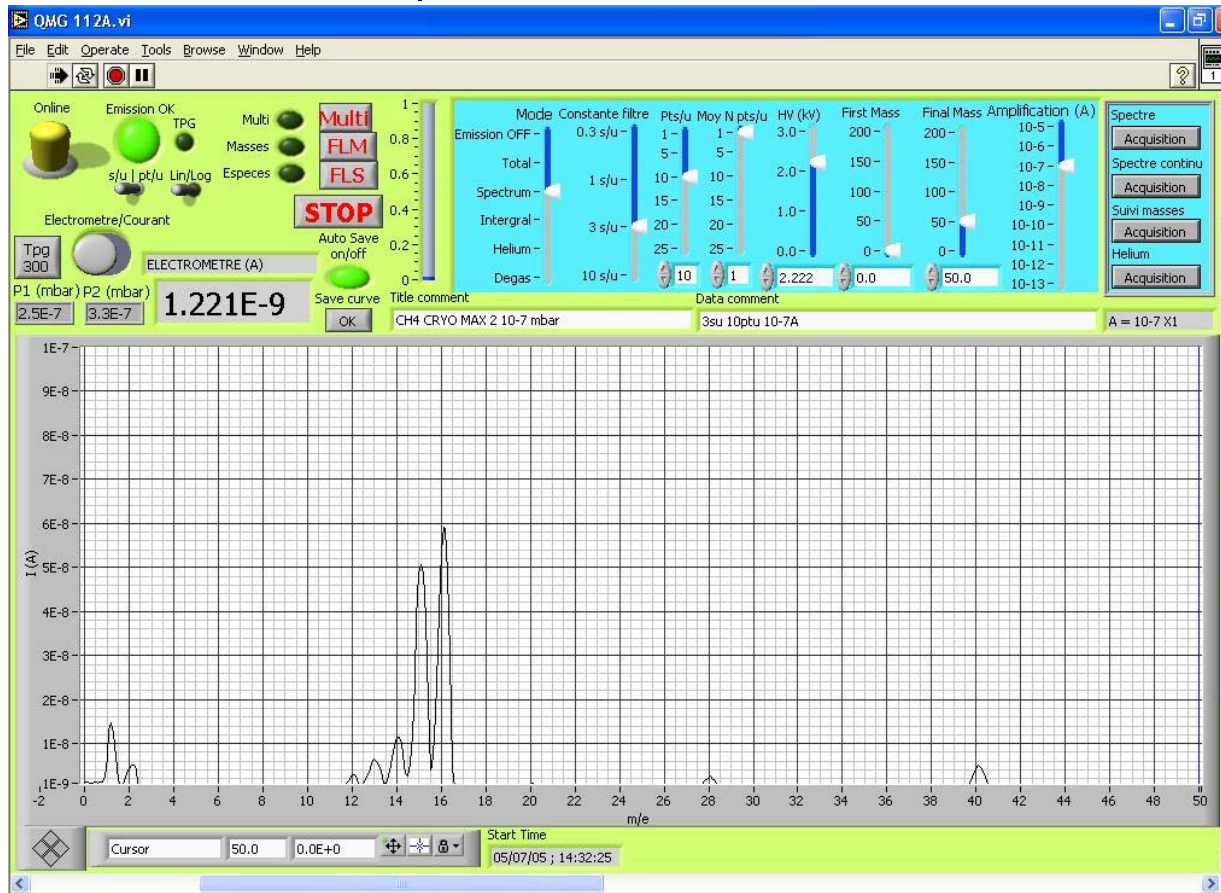 QMG 112A.vi
File Edit Operate Tools Browse Window Help
1
Online
Emission OK
TPG
s/u | pt/u Lin/Log
Multi
Masses
Especes
Multi
FLM
FLS
STOP
Electrometre/Courant
Tpg
300
ELECTROMETRE (A)
Auto Save
on/off
P1 (mbar) P2 (mbar)
2.5E-7 3.3E-7
1.221E-9
Save curve
OK
1-
0.8-
0.6-
0.4-
0.2-
0-
Mode
Emission OFF -
Total -
Spectrum -
Intergral -
Helium -
Degas -
Constante filtre
0.3 s/u -
1 s/u -
3 s/u -
10 s/u -
Pts/u
1-
5-
10-
15-
20-
25-
10
Moy N pts/u
1-
5-
10-
15-
20-
25-
1
HV (kV)
3.0-
2.0-
1.0-
0.0-
2.222
First Mass
200-
150-
100-
50-
0-
0.0
Final Mass
200-
150-
100-
50-
0-
50.0
Amplification (A)
10-5 -
10-6 -
10-7 -
10-8 -
10-9 -
10-10 -
10-11 -
10-12 -
10-13 -
Spectre
Acquisition
Spectre continu
Acquisition
Suivi masses
Acquisition
Helium
Acquisition
Title comment
CH4 CRYO MAX 2 10-7 mbar
Data comment
3su 10ptu 10-7A
A = 10-7 X1
1E-7-
9E-8-
8E-8-
7E-8-
6E-8-
5E-8-
4E-8-
3E-8-
2E-8-
1E-8-
1E-9-
I (A)
-2 0 2 4 6 8 10 12 14 16 18 20 22 24 26 28 30 32 34 36 38 40 42 44 46 48 50
m/e
Cursor 50.0 0.0E+0
Start Time
05/07/05 ; 14:32:25